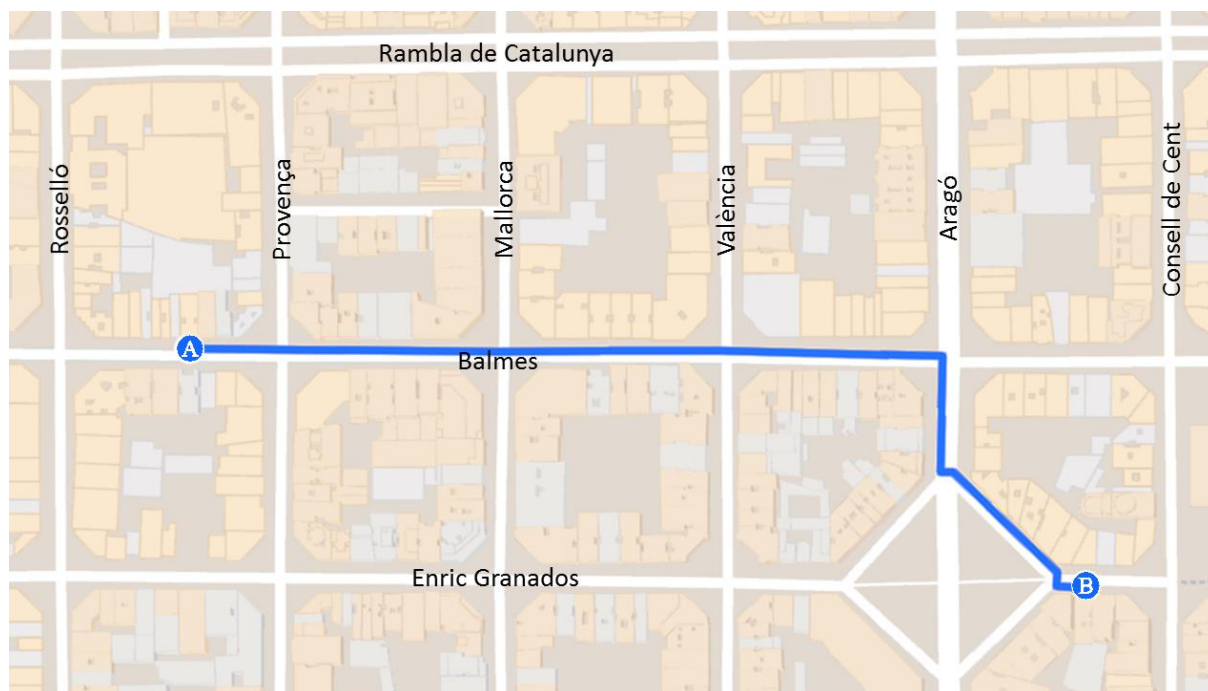 Rambla de Catalunya
Rosselló
Provença
Mallorca
València
Aragó
Consell de Cent
A
Balmes
Enric Granados
B